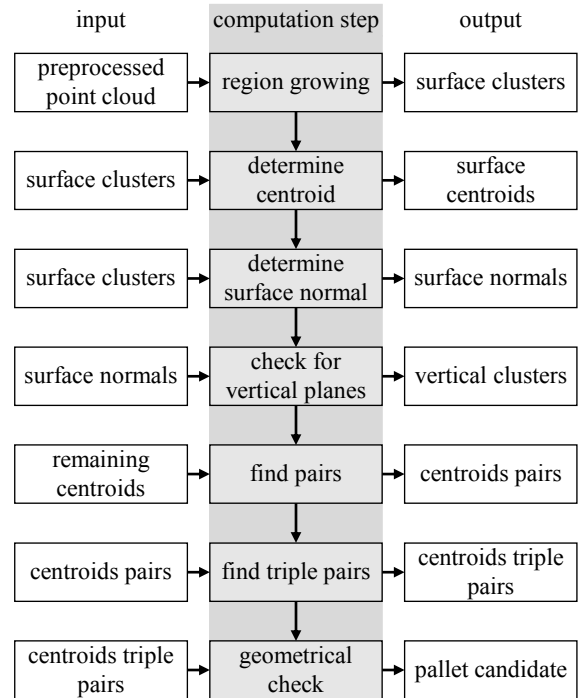 input
computation step
output
preprocessed
point cloud
region growing
surface clusters
surface clusters
determine
centroid
surface
centroids
surface clusters
determine
surface normal
surface normals
surface normals
check for
vertical planes
vertical clusters
remaining
centroids
find pairs
centroids pairs
centroids pairs
find triple pairs
centroids triple
pairs
centroids triple
pairs
geometrical
check
pallet candidate